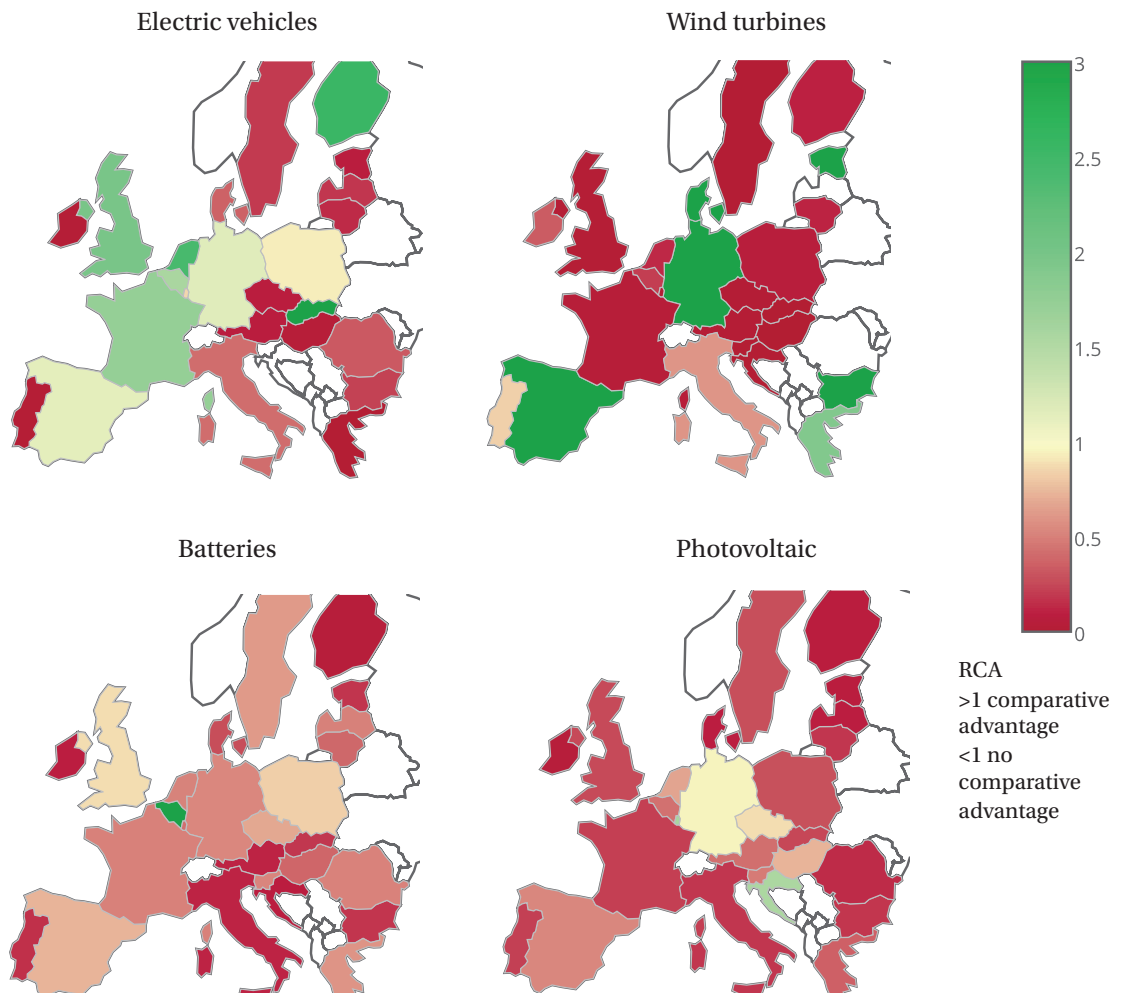 Electric vehicles
Wind turbines
3
2.5
2
1.5
1
0.5
0
Batteries
Photovoltaic
RCA
>1 comparative
advantage
<1 no
comparative
advantage